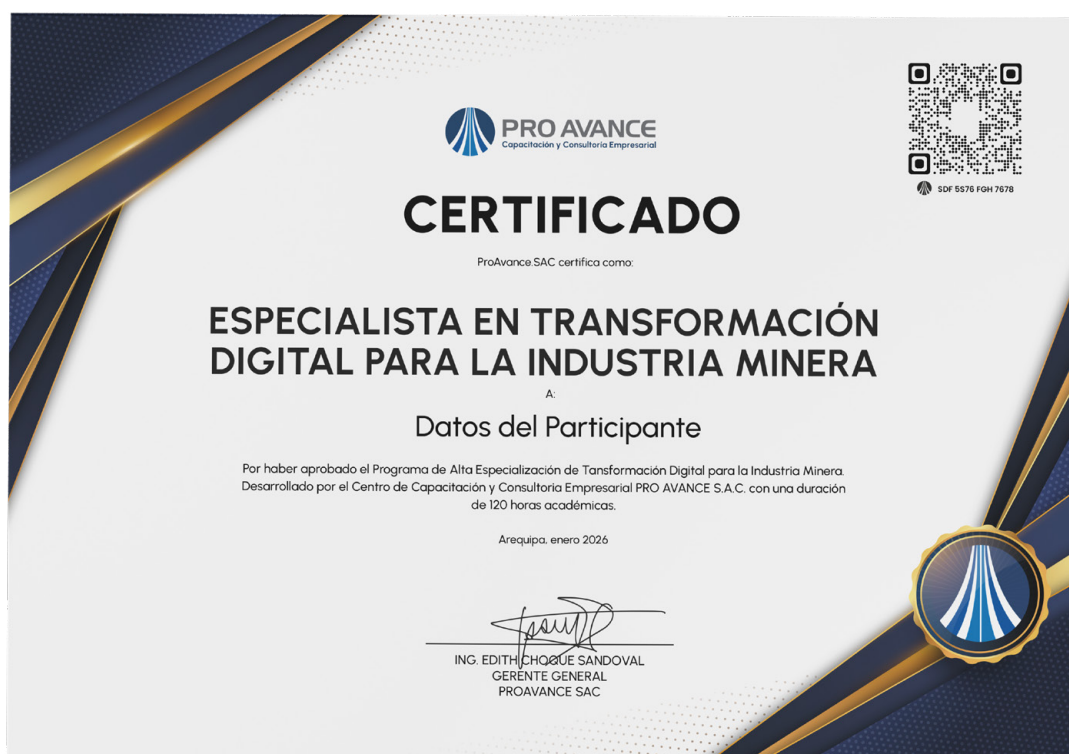 PRO AVANCE
Capacitación y Consultoría Empresarial
SDF 5S76 FGH 7678
CERTIFICADO
ProAvance.SAC certifica como:
ESPECIALISTA EN TRANSFORMACIÓN
DIGITAL PARA LA INDUSTRIA MINERA
A:
Datos del Participante
Por haber aprobado el Programa de Alta Especialización de Tansformación Digital para la Industria Minera.
Desarrollado por el Centro de Capacitación y Consultoria Empresarial PRO AVANCE S.A.C. con una duración
de 120 horas académicas.
Arequipa, enero 2026
ING. EDITH CHOQUE SANDOVAL
GERENTE GENERAL
PROAVANCE SAC